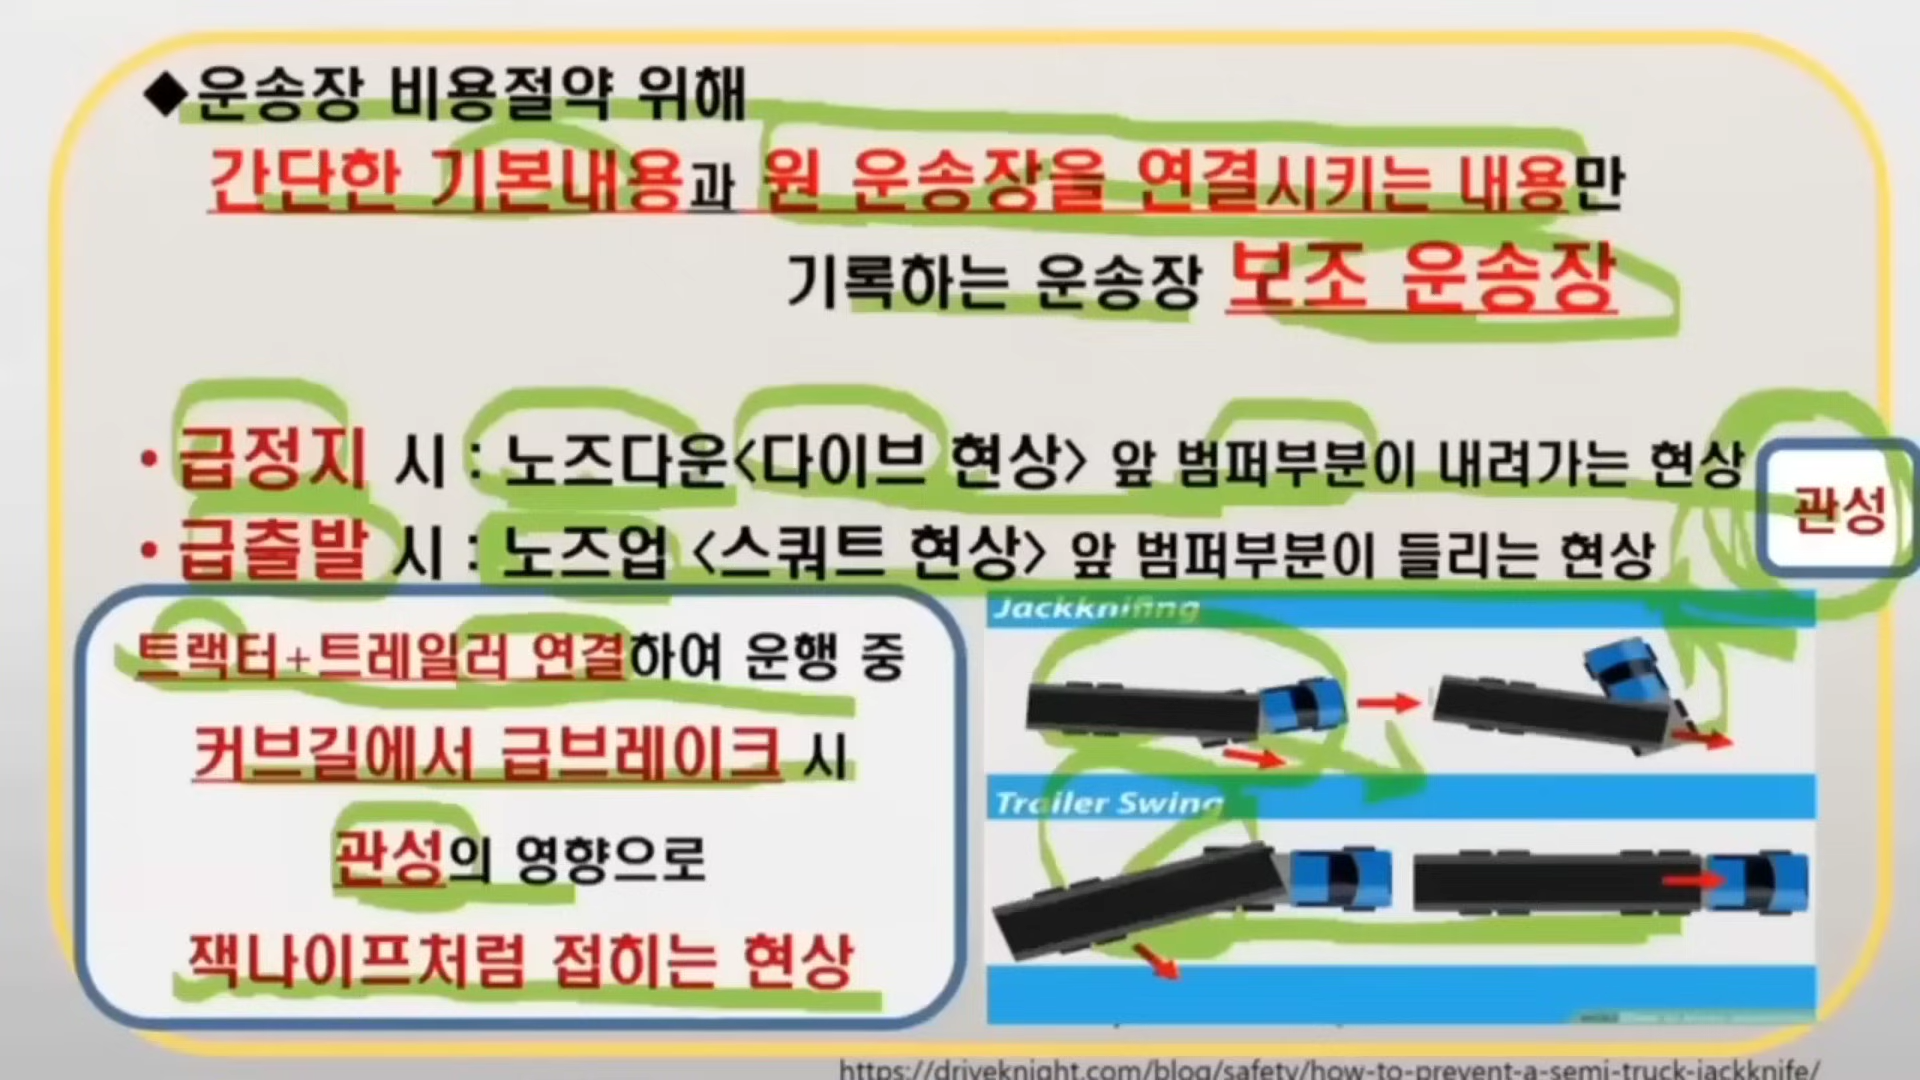 ◆운송장 비용절약 위해
간단한 기본내용과 원 운송장을 연결시키는 내용만
기록하는 운송장 보조 운송장
• 급정지 시 : 노즈다운<다이브 현상> 앞 범퍼부분이 내려가는 현상
• 급출발 시 : 노즈업 <스쿼트 현상> 앞 범퍼부분이 들리는 현상
관성
트랙터+트레일러 연결하여 운행 중
커브길에서 급브레이크 시
관성의 영향으로
잭나이프처럼 접히는 현상
Jackknifing
Trailer Swing
https://driveknight.com/blog/safety/how-to-prevent-a-semi-truck-jackknife/